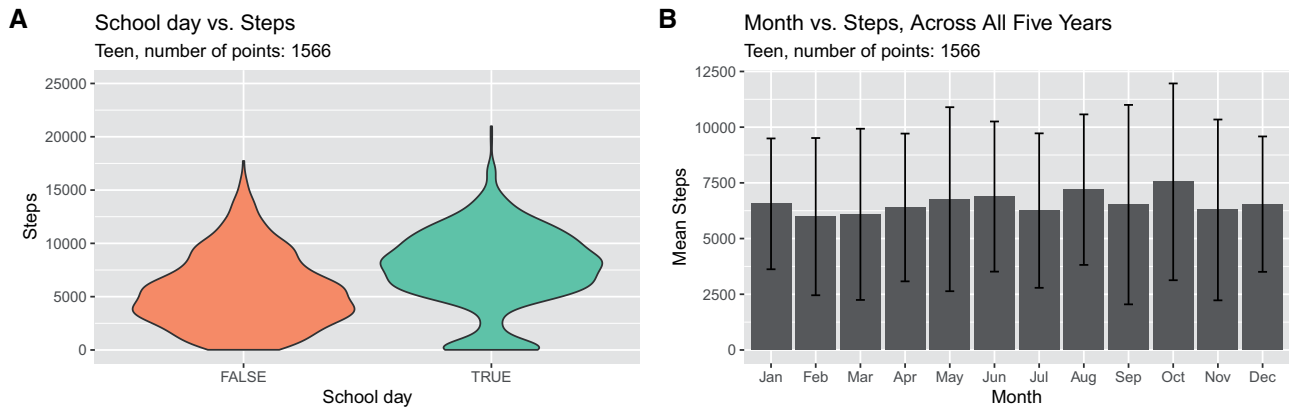 A
School day vs. Steps
Teen, number of points: 1566
25000
20000
15000
10000
5000
0
Steps
FALSE TRUE
School day
B
Month vs. Steps, Across All Five Years
Teen, number of points: 1566
12500
10000
7500
5000
2500
0
Mean Steps
Jan Feb Mar Apr May Jun Jul Aug Sep Oct Nov Dec
Month